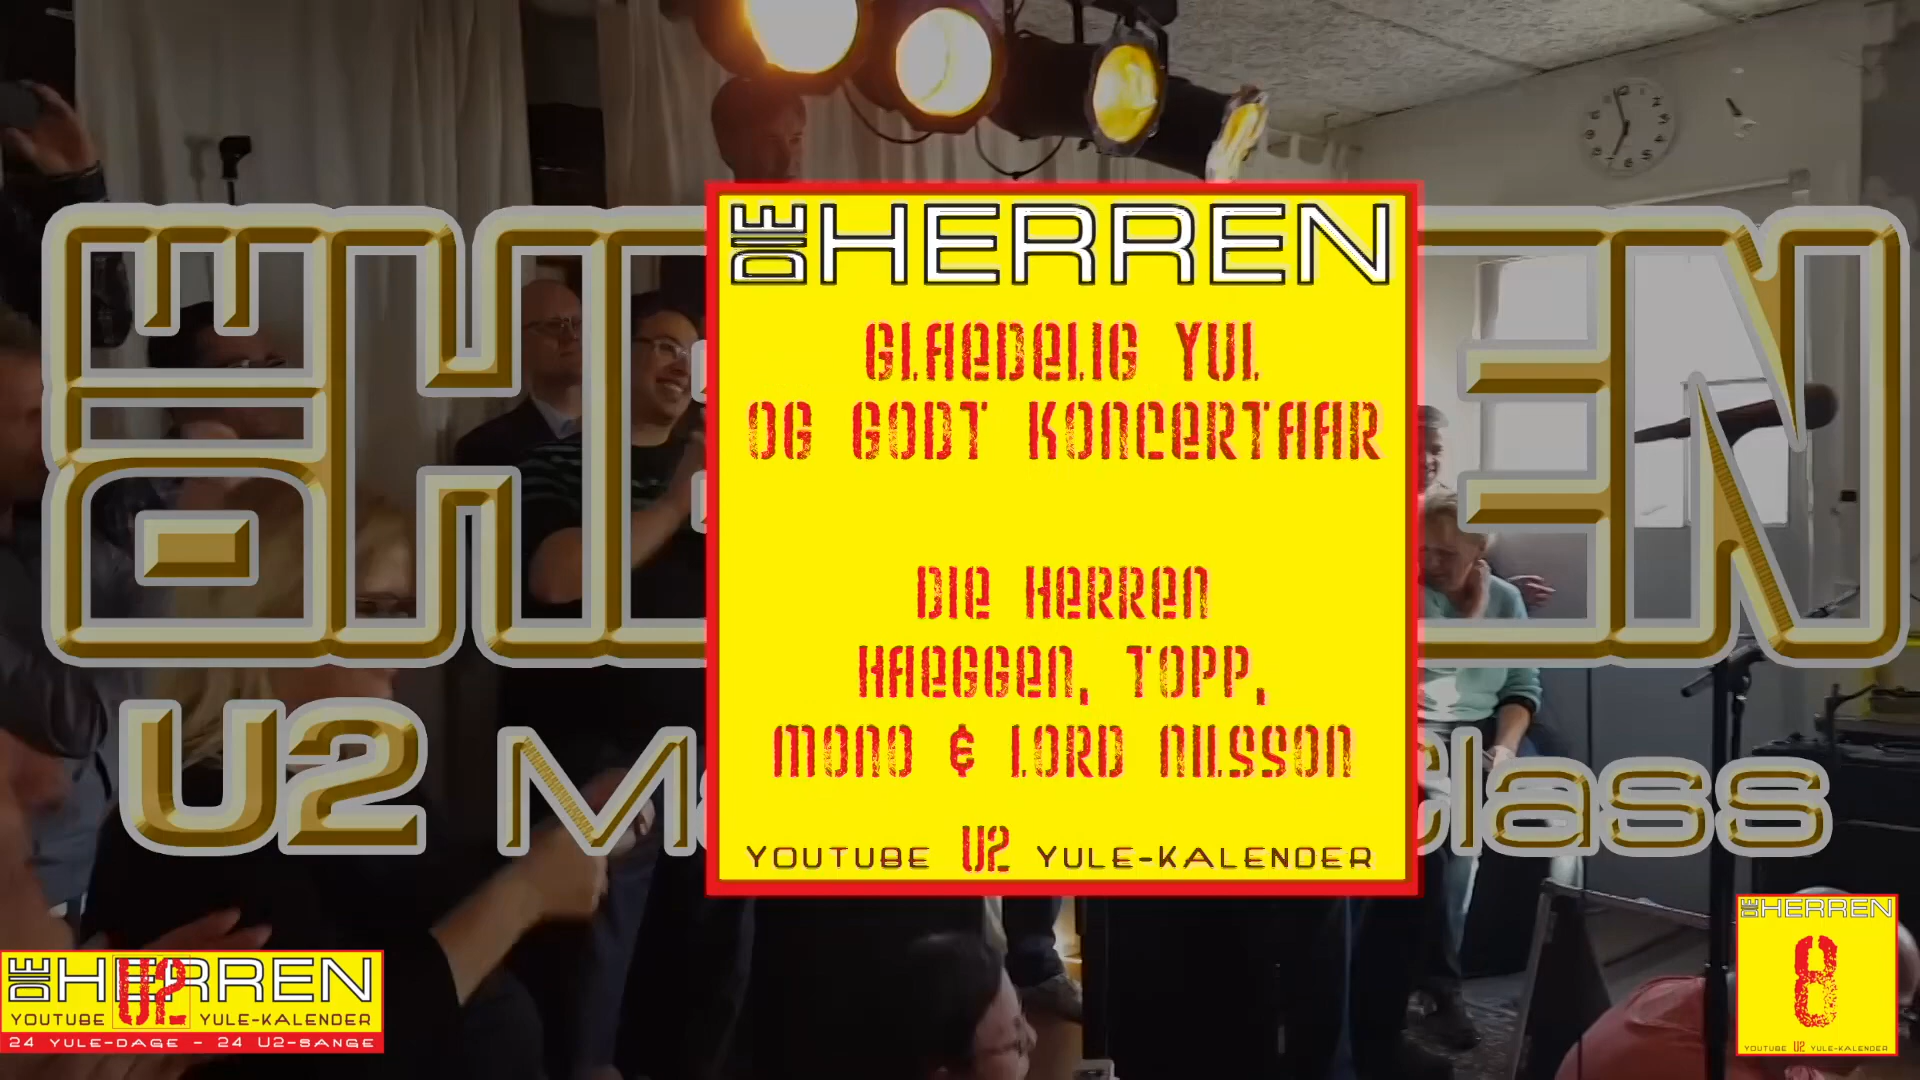 DIE HERREN
U2 M
Class
DIE HERREN
GLAEDELIG YUL
OG GODT KONCERTAAR
DIE HERREN
HAEGGEN, TOPP,
MONO & LORD NILSSON
YOUTUBE U2 YULE-KALENDER
DIE HERREN
U2
YOUTUBE YULE-KALENDER
24 YULE-DAGE - 24 U2-SANGE
DIE HERREN
8
YOUTUBE U2 YULE-KALENDER